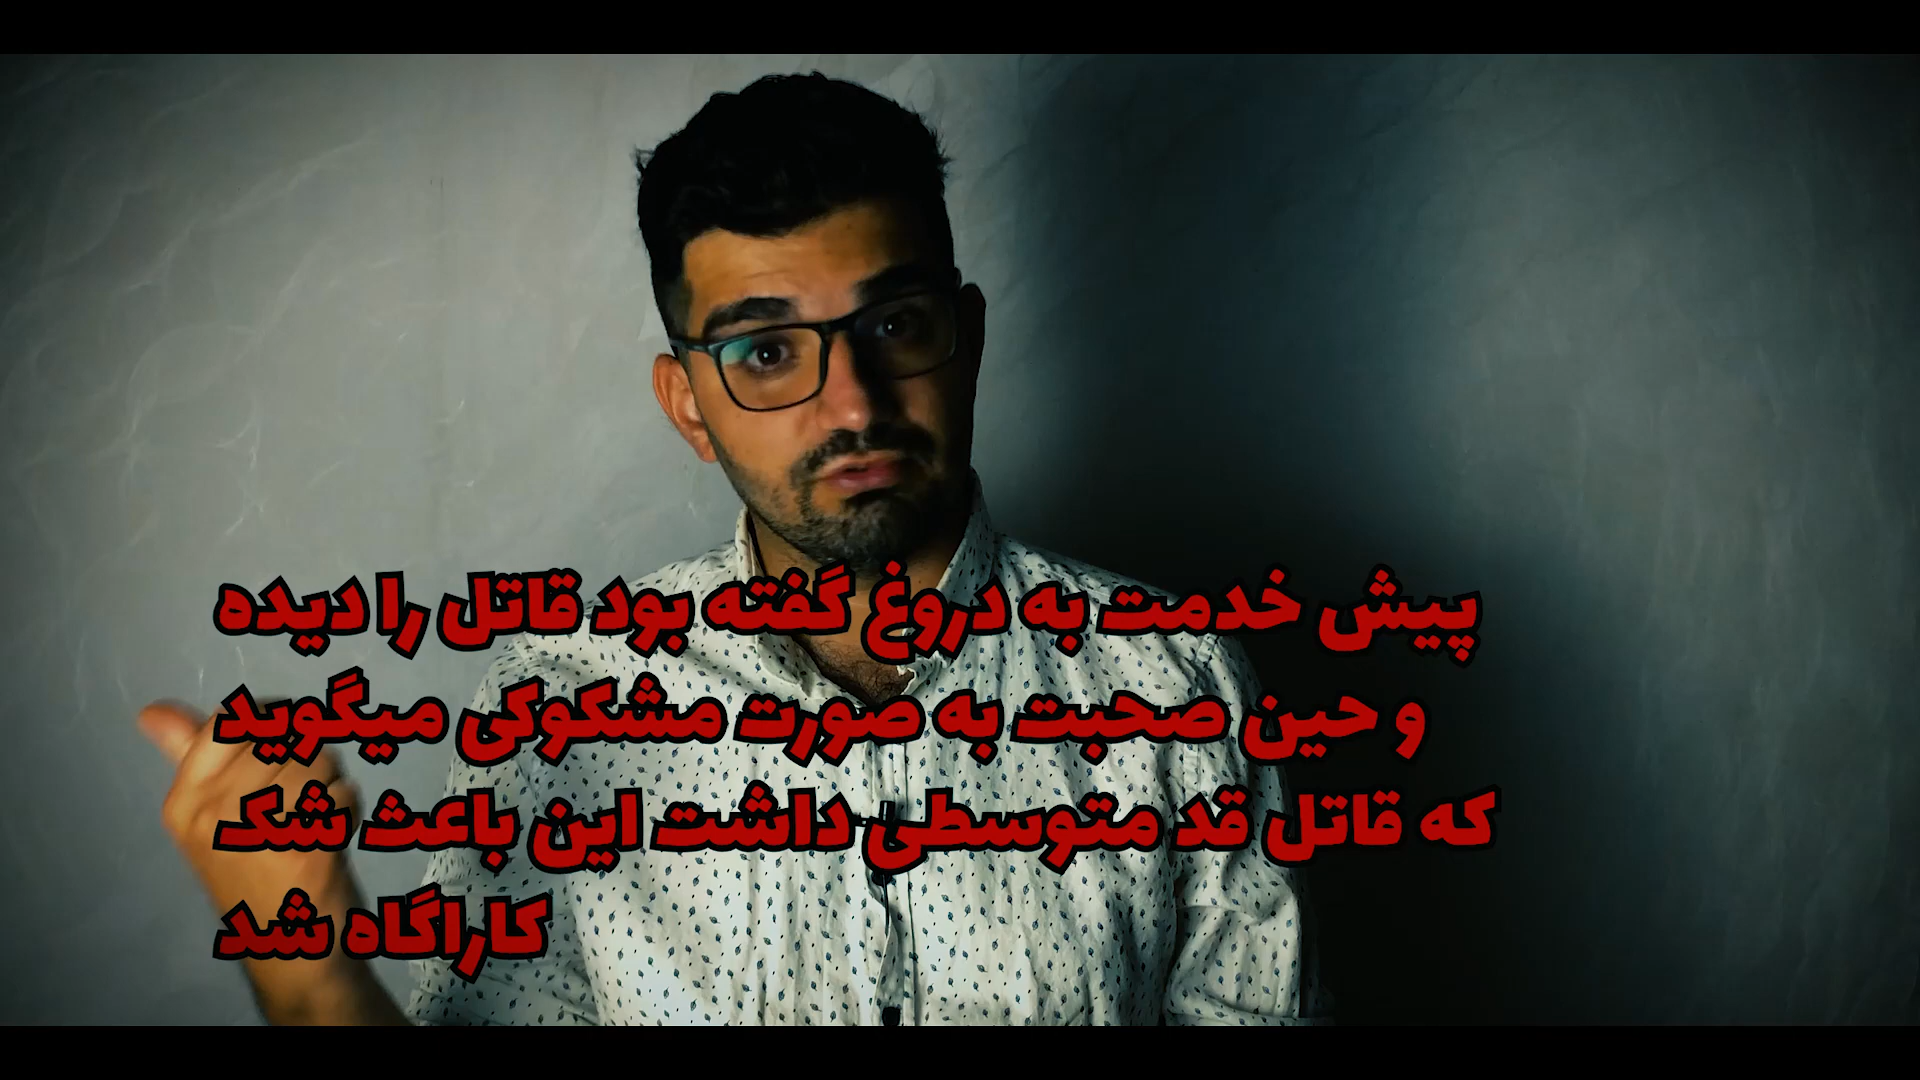 پیش خدمت به دروغ گفته بود قاتل را دیده
و حین صحبت به صورت مشکوکی میگوید
که قاتل قد متوسطی داشت این باعث شک
کاراگاه شد